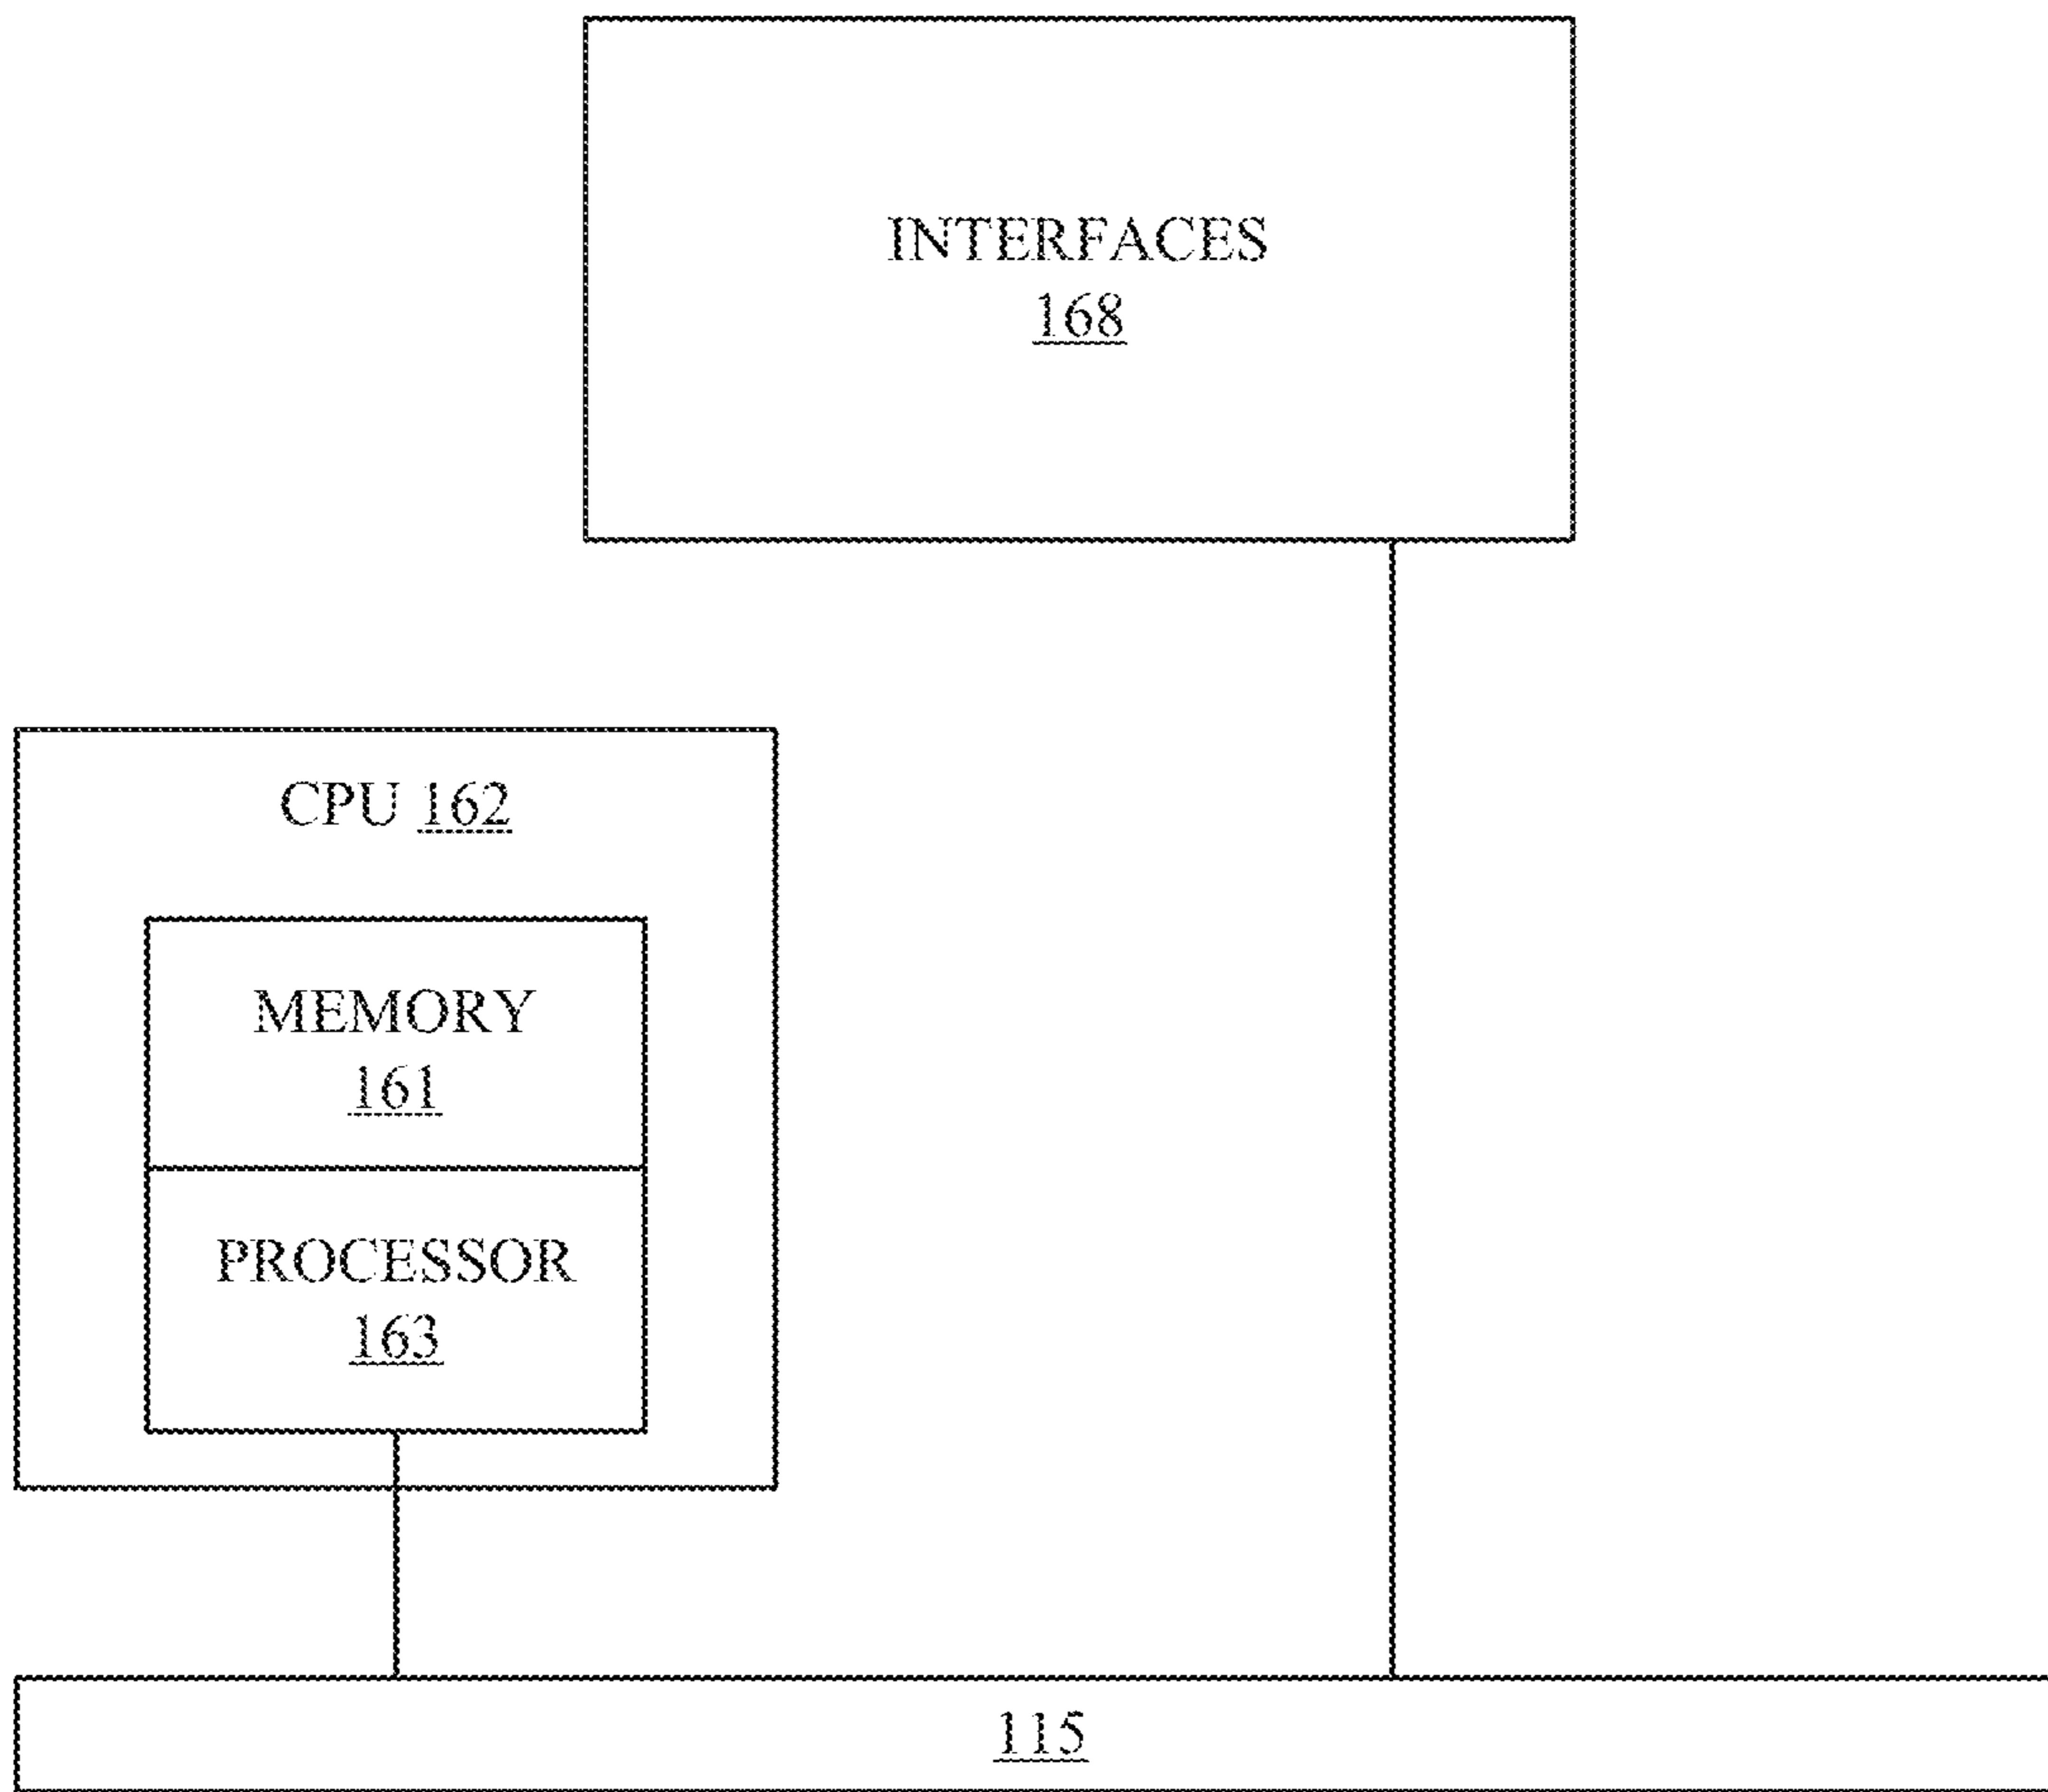 INTERFACES
168
CPU 162
MEMORY
161
PROCESSOR
163
115